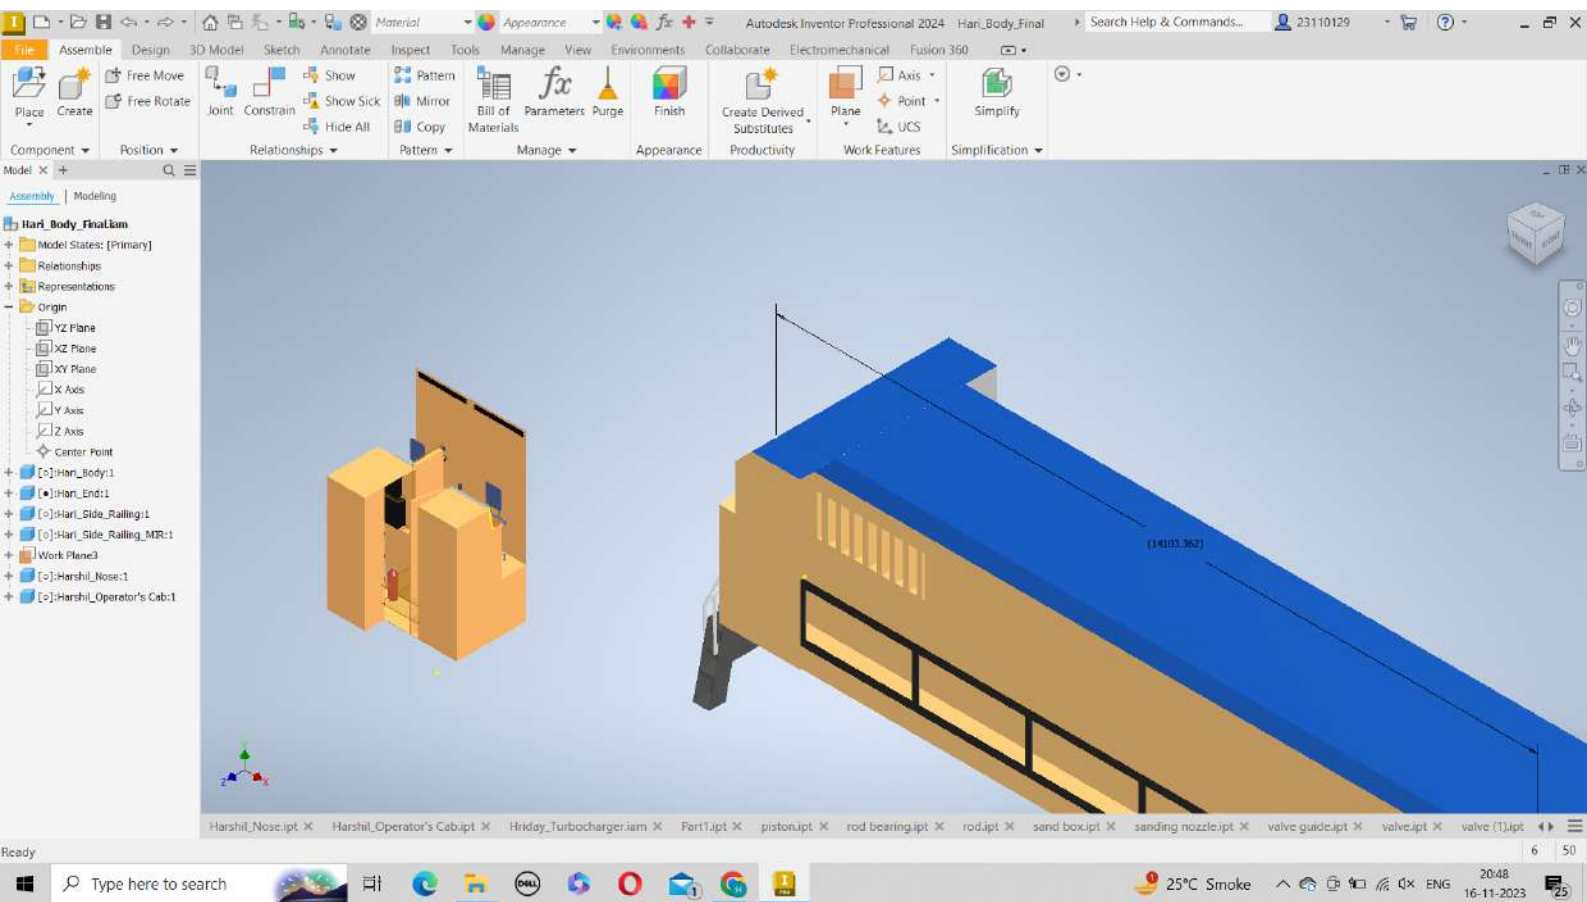 Material
Appearance
Autodesk Inventor Professional 2024 Hari_Body_Final
Search Help & Commands...
23110129
File Assemble Design 3D Model Sketch Annotate Inspect Tools Manage View Environments Collaborate Electromechanical Fusion 360
Place
Create
Free Move
Free Rotate
Joint
Constrain
Show
Show Sick
Hide All
Pattern
Mirror
Copy
Bill of Materials
Parameters
Purge
Finish
Create Derived Substitutes
Plane
Axis
Point
UCS
Simplify
Component Position Relationships Pattern Manage Appearance Productivity Work Features Simplification
Model × +
Assembly | Modeling
Hari_Body_Final.iam
Model States: [Primary]
Relationships
Representations
Origin
YZ Plane
XZ Plane
XY Plane
X Axis
Y Axis
Z Axis
Center Point
[○]:Hari_Body:1
[●]:Hari_End:1
[○]:Hari_Side_Railing:1
[○]:Hari_Side_Railing_MIR:1
Work Plane3
[○]:Harshil_Nose:1
[○]:Harshil_Operator's Cab:1
(14103.362)
Y
Z
X
Harshil_Nose.ipt × Harshil_Operator's Cab.ipt × Hriday_Turbocharger.iam × Part1.ipt × piston.ipt × rod bearing.ipt × rod.ipt × sand box.ipt × sanding nozzle.ipt × valve guide.ipt × valve.ipt × valve (1).ipt
Ready
6 50
Type here to search
DELL
25°C Smoke
ENG
20:48
16-11-2023
25